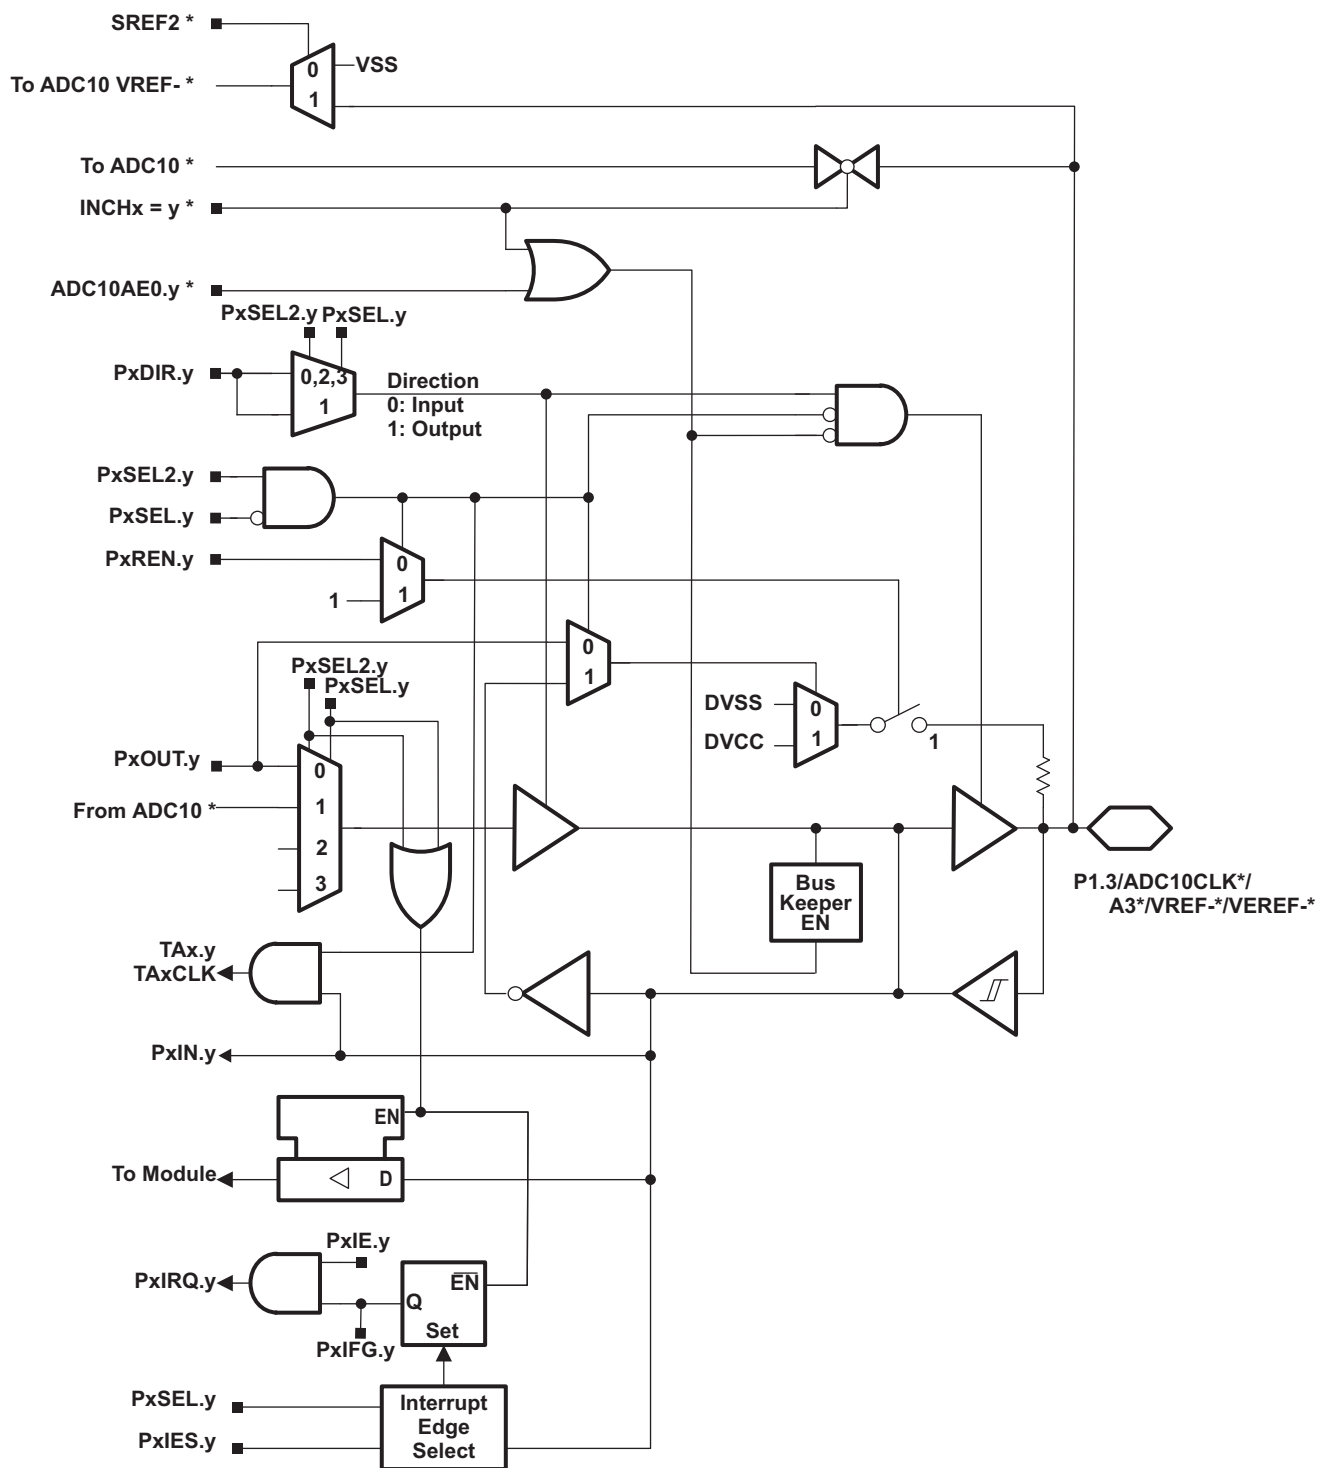 SREF2 *
VSS
0
To ADC10 VREF- *
1
To ADC10 *
INCHx = y *
ADC10AE0.y *
PxSEL2.y PxSEL.y
PxDIR.y
0,2,3
1
Direction
0: Input
1: Output
PxSEL2.y
PxSEL.y
PxREN.y
0
1
1
0
1
PxSEL2.y
PxSEL.y
DVSS
0
DVCC
1
1
PxOUT.y
0
From ADC10 *
1
2
3
Bus
Keeper
EN
P1.3/ADC10CLK*/
A3*/VREF-*/VEREF-*
TAx.y
TAxCLK
PxIN.y
EN
To Module
D
PxIE.y
PxIRQ.y
EN
Q
Set
PxIFG.y
PxSEL.y
PxIES.y
Interrupt
Edge
Select